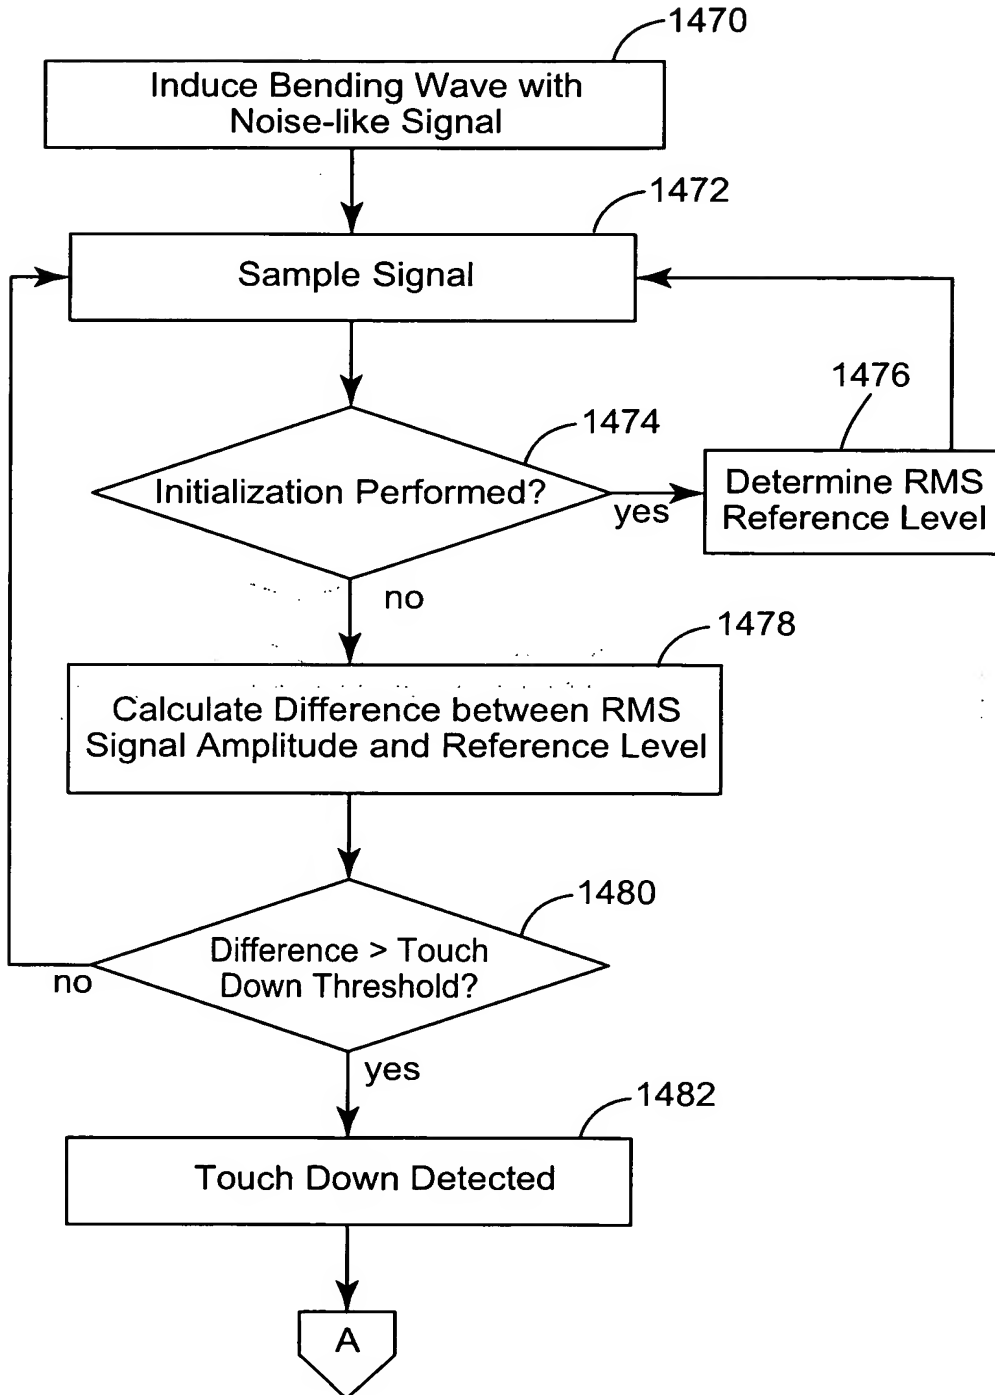 1470
Induce Bending Wave with
Noise-like Signal
1472
Sample Signal
1476
1474
Initialization Performed?
yes
Determine RMS
Reference Level
no
1478
Calculate Difference between RMS
Signal Amplitude and Reference Level
1480
Difference > Touch
Down Threshold?
no
yes
1482
Touch Down Detected
A